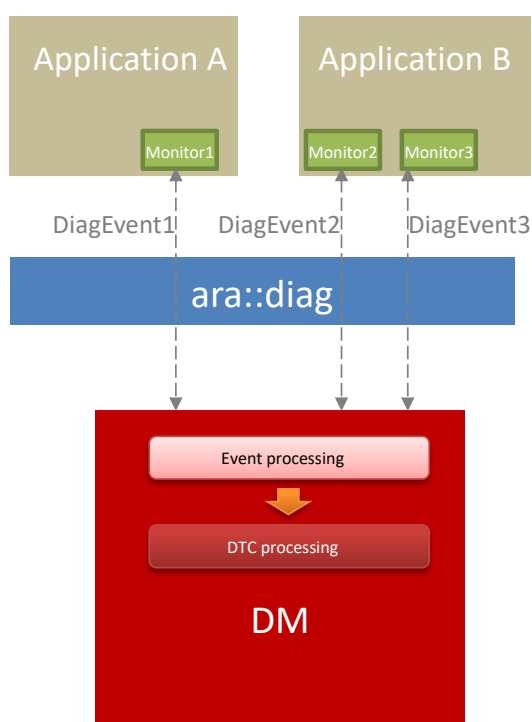 Application A
Application B
Monitor1
Monitor2
Monitor3
DiagEvent1
DiagEvent2
DiagEvent3
ara::diag
Event processing
DTC processing
DM